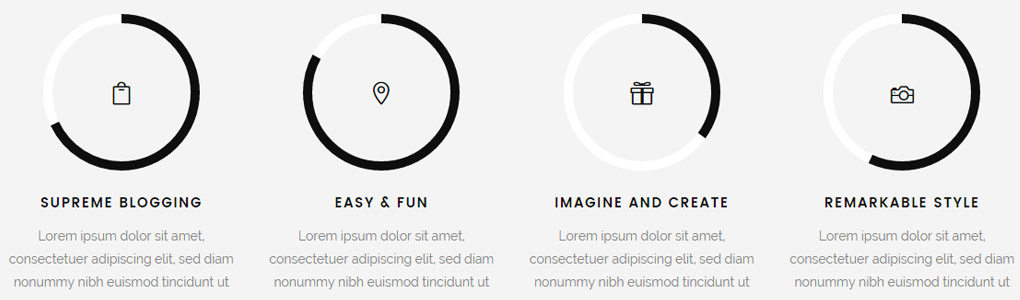 SUPREME BLOGGING
Lorem ipsum dolor sit amet,
consectetuer adipiscing elit, sed diam
nonummy nibh euismod tincidunt ut
EASY & FUN
Lorem ipsum dolor sit amet,
consectetuer adipiscing elit, sed diam
nonummy nibh euismod tincidunt ut
IMAGINE AND CREATE
Lorem ipsum dolor sit amet,
consectetuer adipiscing elit, sed diam
nonummy nibh euismod tincidunt ut
REMARKABLE STYLE
Lorem ipsum dolor sit amet,
consectetuer adipiscing elit, sed diam
nonummy nibh euismod tincidunt ut